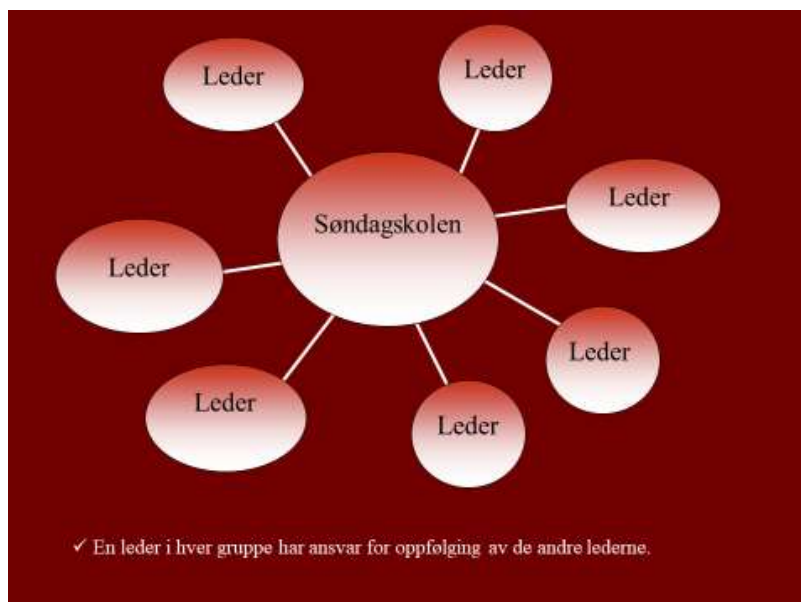 Leder
Leder
Leder
Søndagskolen
Leder
Leder
Leder
Leder
✓ En leder i hver gruppe har ansvar for oppfølging av de andre lederne.